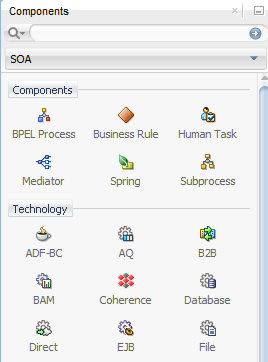 Components
SOA
Components
BPEL Process Business Rule Human Task
Mediator Spring Subprocess
Technology
ADF-BC AQ B2B
BAM Coherence Database
Direct EJB File